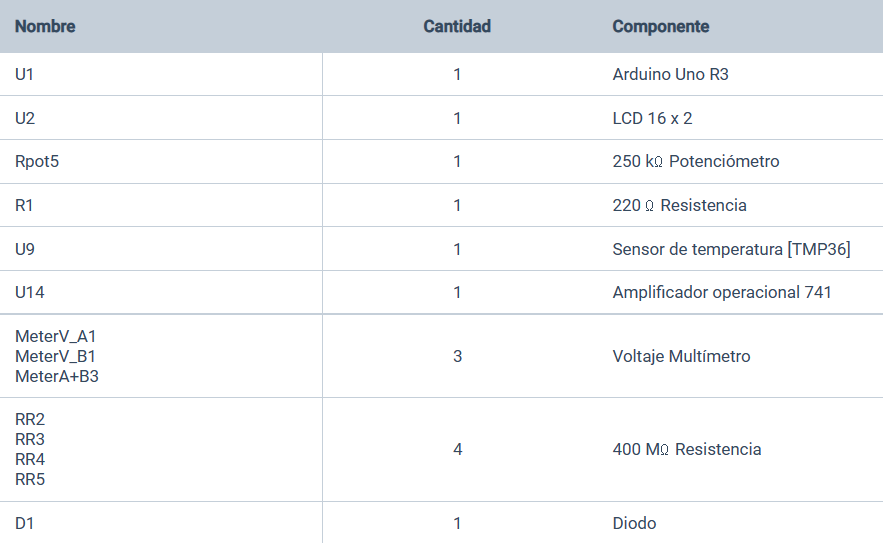 Nombre Cantidad Componente
U1 1 Arduino Uno R3
U2 1 LCD 16 x 2
Rpot5 1 250 kΩ Potenciómetro
R1 1 220 Ω Resistencia
U9 1 Sensor de temperatura [TMP36]
U14 1 Amplificador operacional 741
MeterV_A1
MeterV_B1 3 Voltaje Multímetro
MeterA+B3
RR2
RR3
RR4
RR5
4 400 MΩ Resistencia
D1 1 Diodo